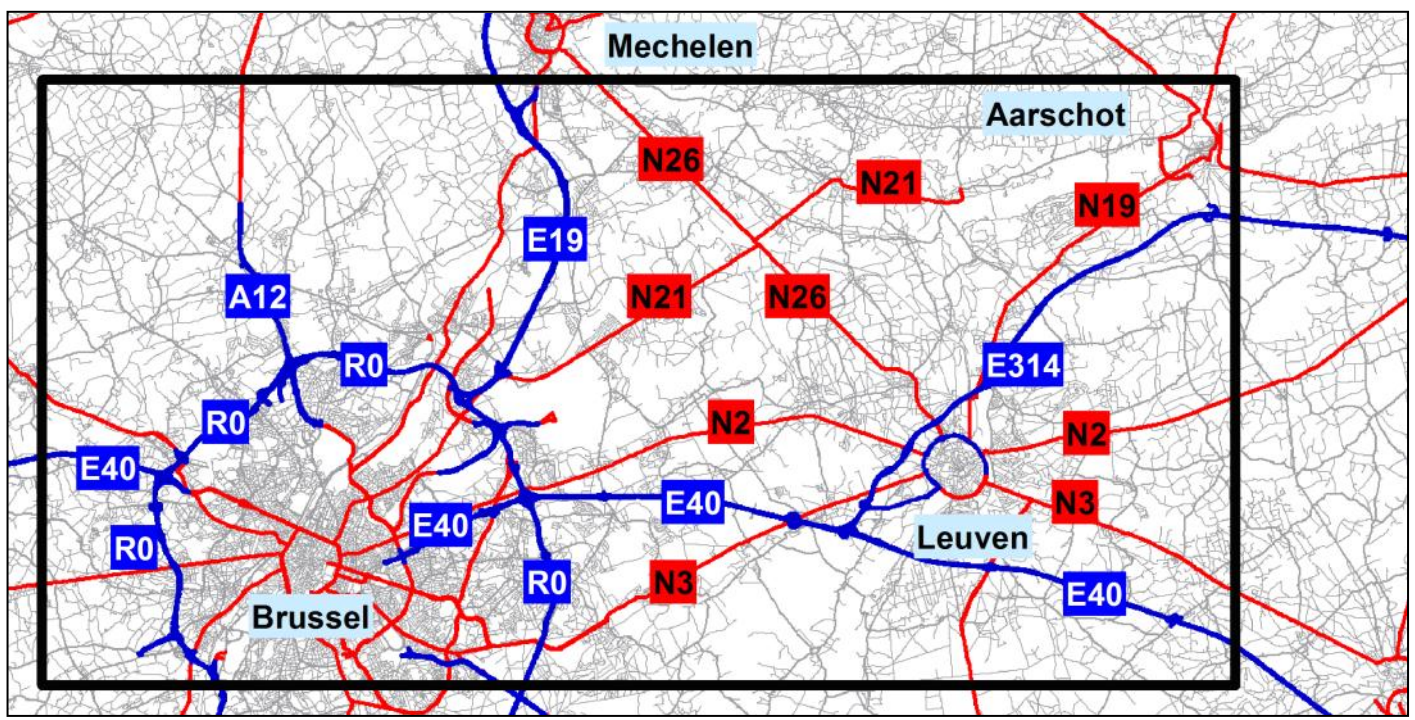 Mechelen
Aarschot
N26
N21
N19
E19
A12
N21
N26
R0
E314
R0
N2
N2
E40
E40
N3
E40
R0
Leuven
N3
R0
E40
Brussel